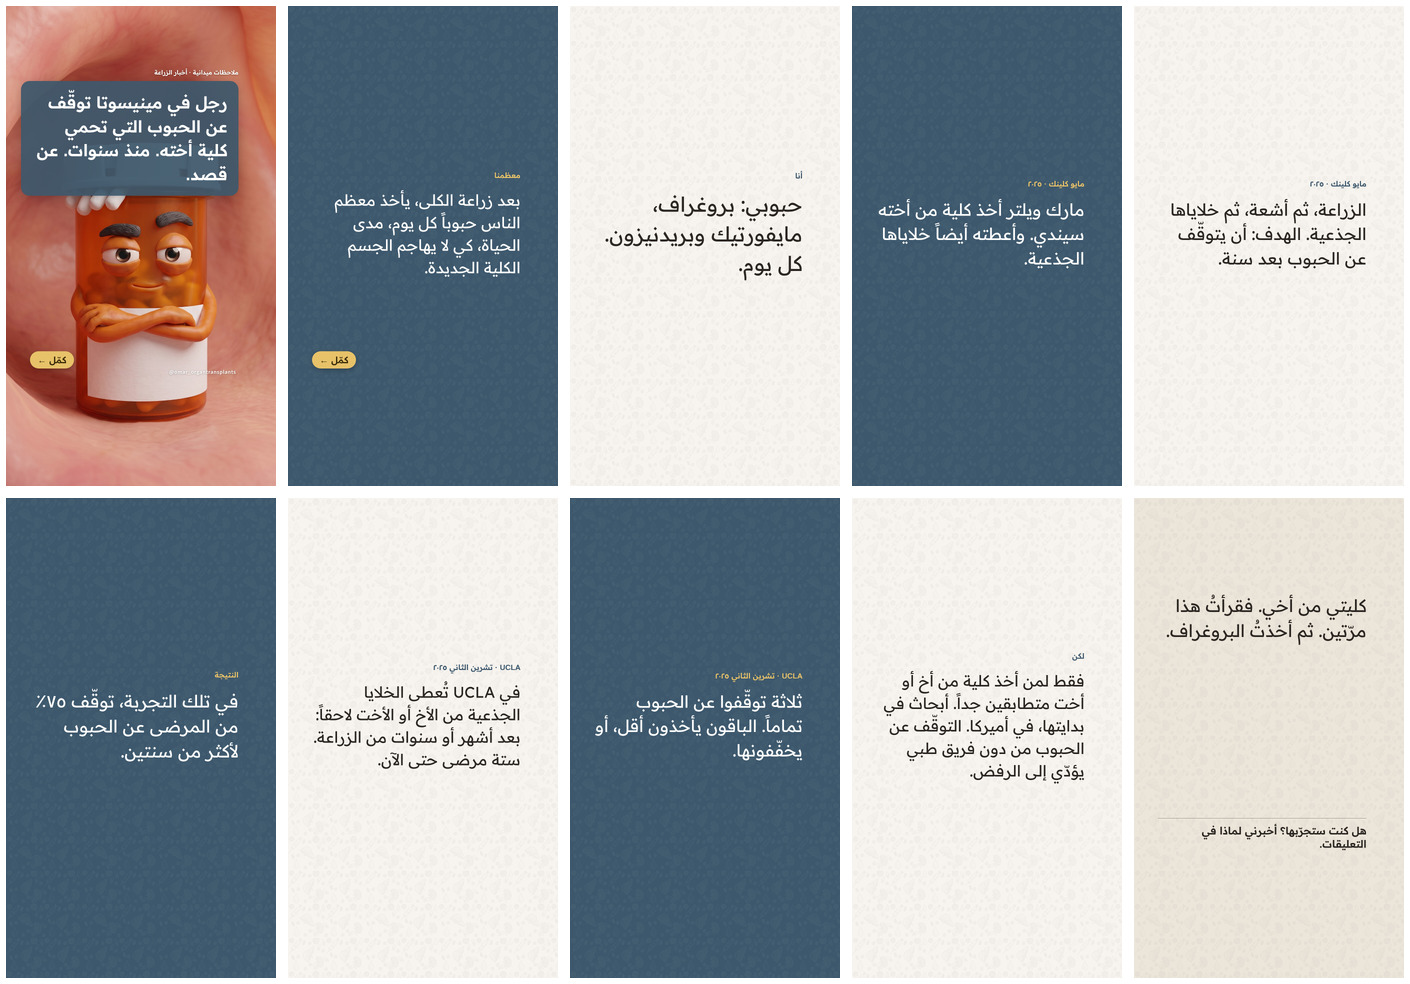 ملاحظات ميدانية · أخبار الزراعة
رجل في مينيسوتا توقّف
عن الحبوب التي تحمي
كلية أخته. منذ سنوات. عن
قصد.
كمّل ←
معظمنا
بعد زراعة الكلى، يأخذ معظم
الناس حبوباً كل يوم، مدى
الحياة، كي لا يهاجم الجسم
الكلية الجديدة.
كمّل ←
أنا
حبوبي: بروغراف،
مايفورتيك وبريدنيزون.
كل يوم.
مايو كلينك · ٢٠٢٥
مارك ويلتر أخذ كلية من أخته
سيندي. وأعطته أيضاً خلاياها
الجذعية.
مايو كلينك · ٢٠٢٥
الزراعة، ثم أشعة، ثم خلاياها
الجذعية. الهدف: أن يتوقّف
عن الحبوب بعد سنة.
النتيجة
في تلك التجربة، توقّف ٧٥٪
من المرضى عن الحبوب
لأكثر من سنتين.
UCLA · تشرين الثاني ٢٠٢٥
في UCLA تُعطى الخلايا
الجذعية من الأخ أو الأخت لاحقاً:
بعد أشهر أو سنوات من الزراعة.
ستة مرضى حتى الآن.
UCLA · تشرين الثاني ٢٠٢٥
ثلاثة توقّفوا عن الحبوب
تماماً. الباقون يأخذون أقل، أو
يخفّفونها.
لكن
فقط لمن أخذ كلية من أخ أو
أخت متطابقين جداً. أبحاث في
بدايتها، في أميركا. التوقّف عن
الحبوب من دون فريق طبي
يؤدّي إلى الرفض.
كليتي من أخي. فقرأتُ هذا
مرّتين. ثم أخذتُ البروغراف.
هل كنت ستجرّبها؟ أخبرني لماذا في
التعليقات.